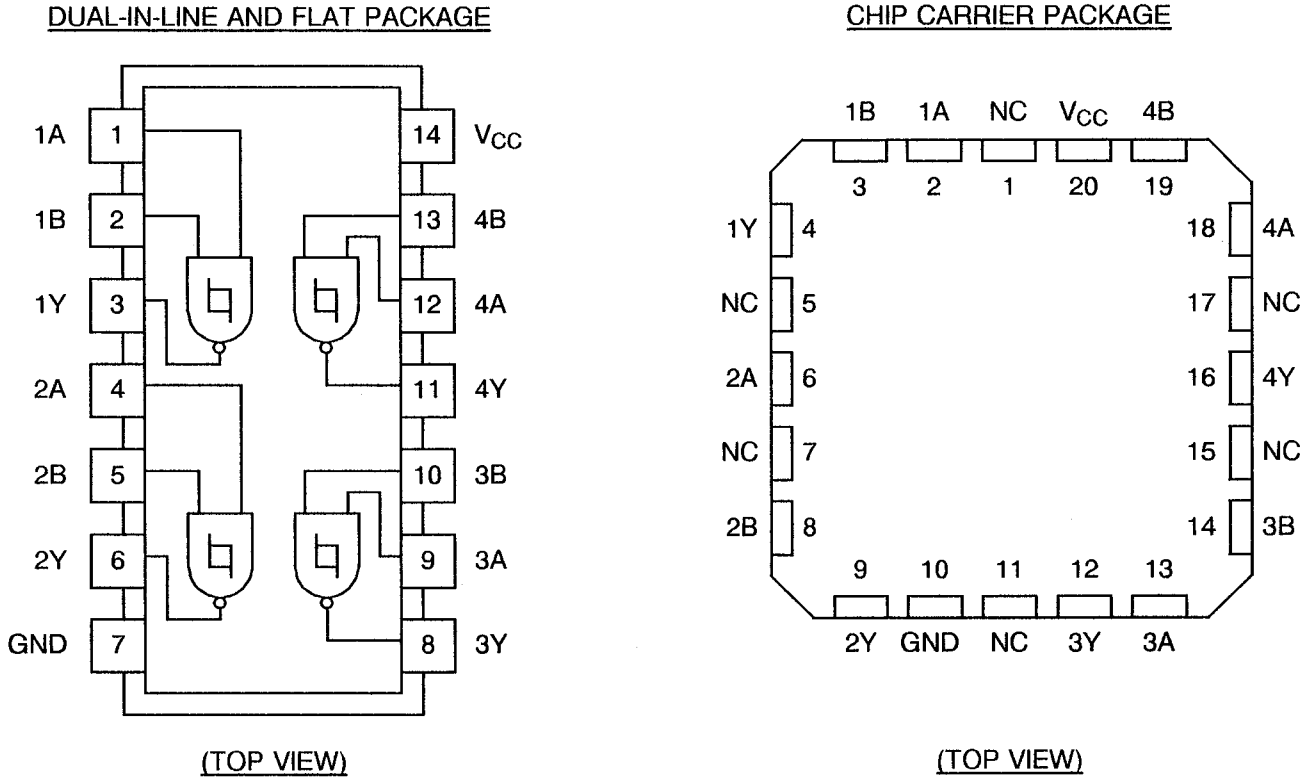 DUAL-IN-LINE AND FLAT PACKAGE
1A 1 14 VCC
1B 2 13 4B
1Y 3 12 4A
2A 4 11 4Y
2B 5 10 3B
2Y 6 9 3A
GND 7 8 3Y
(TOP VIEW)
CHIP CARRIER PACKAGE
1B 1A NC VCC 4B
3 2 1 20 19
1Y 4 18 4A
NC 5 17 NC
2A 6 16 4Y
NC 7 15 NC
2B 8 14 3B
9 10 11 12 13
2Y GND NC 3Y 3A
(TOP VIEW)